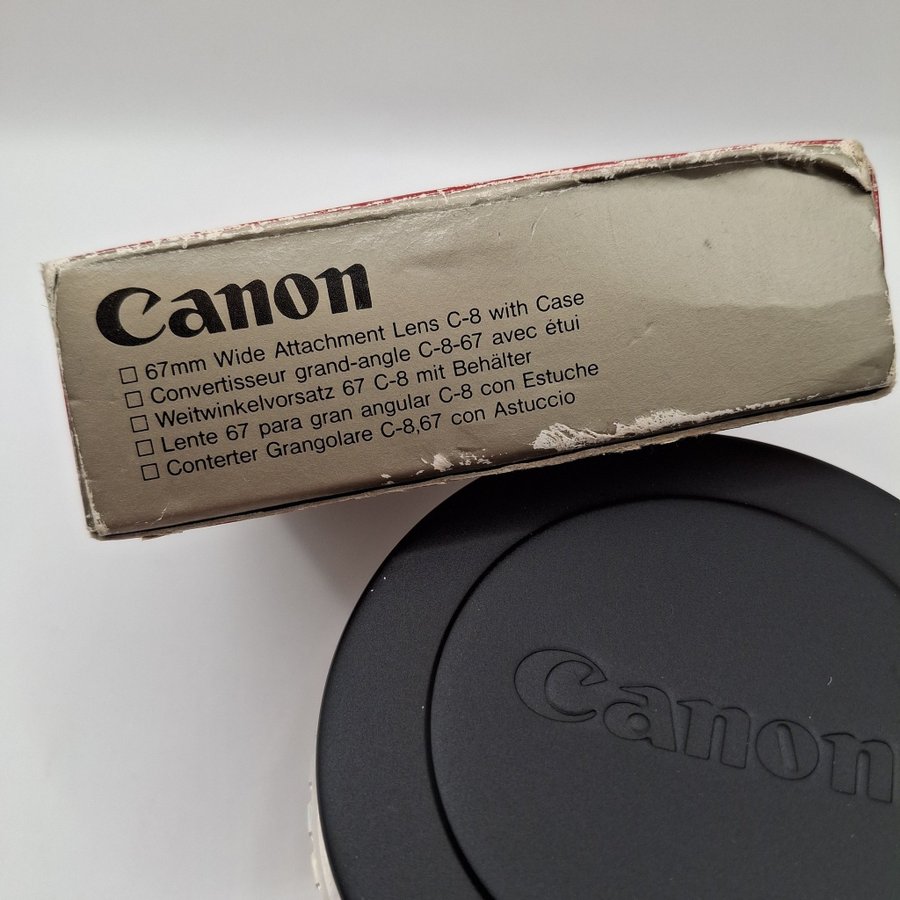 Canon
□ 67mm Wide Attachment Lens C-8 with Case
□ Convertisseur grand-angle C-8-67 avec étui
□ Weitwinkelvorsatz 67 C-8 mit Behälter
□ Lente 67 para gran angular C-8 con Estuche
□ Conterter Grangolare C-8,67 con Astuccio
Canon